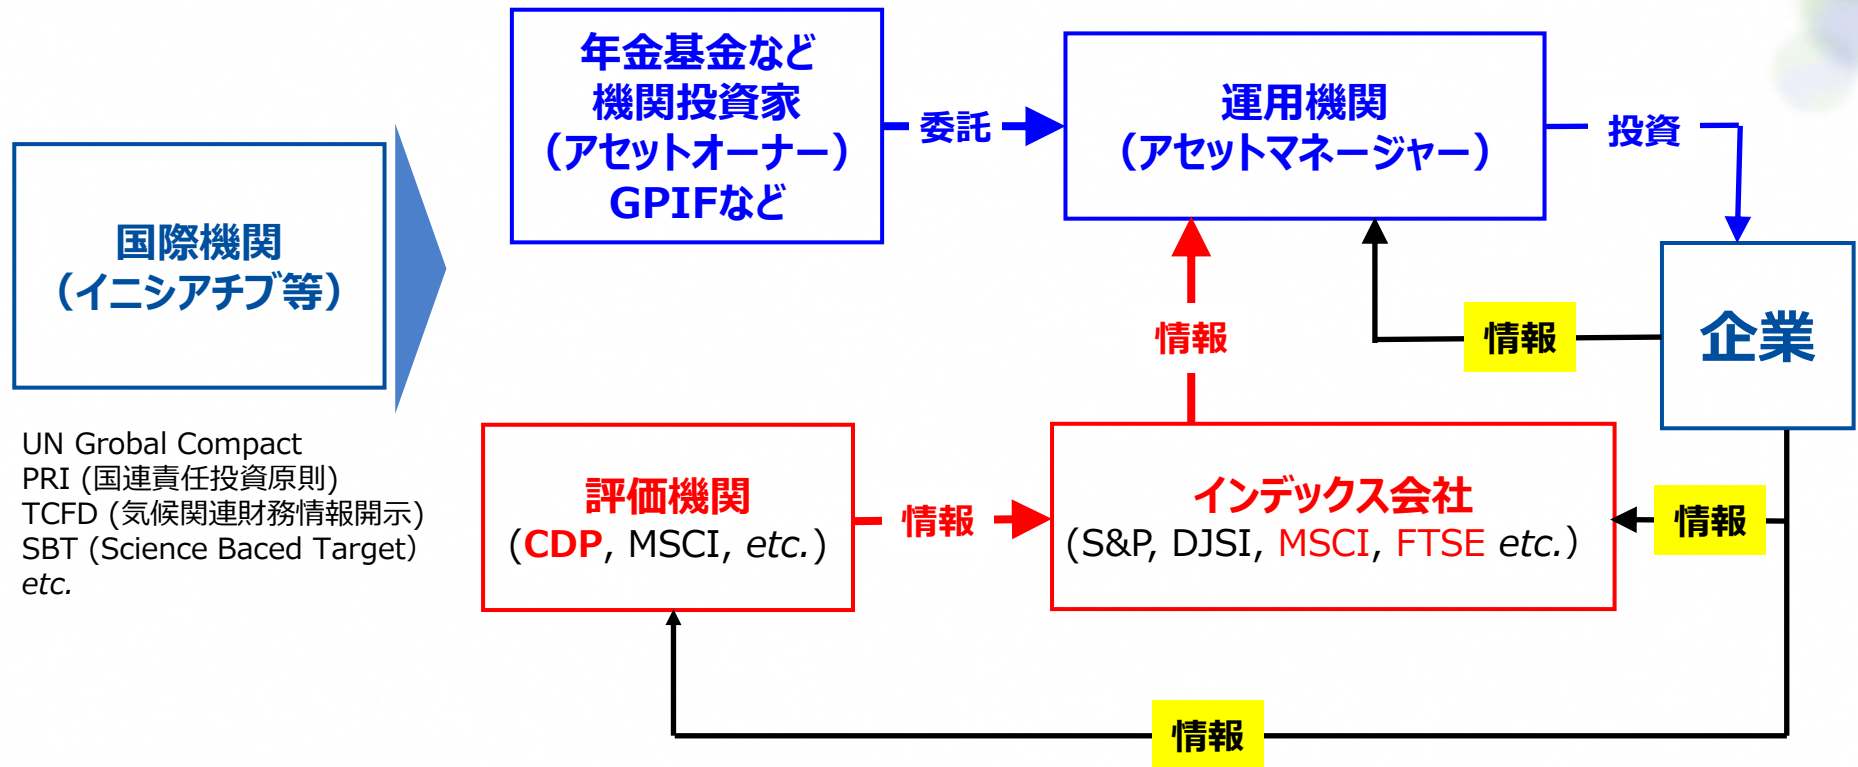 国際機関
(イニシアチブ等)
UN Grobal Compact
PRI (国連責任投資原則)
TCFD (気候関連財務情報開示)
SBT (Science Baced Target)
etc.
年金基金など
機関投資家
(アセットオーナー)
GPIFなど
委託
運用機関
(アセットマネージャー)
投資
企業
情報
情報
評価機関
(CDP, MSCI, etc.)
情報
インデックス会社
(S&P, DJSI, MSCI, FTSE etc.)
情報
情報